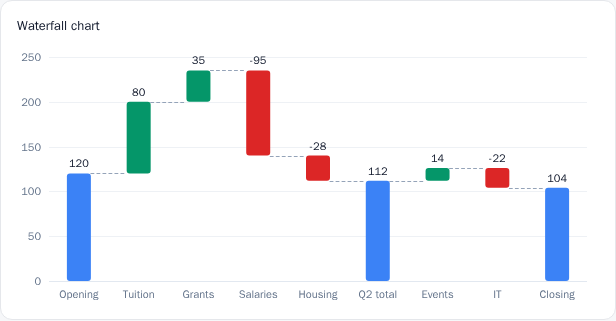 Waterfall chart
250
200
150
100
50
0
120
80
35
-95
-28
112
14
-22
104
Opening
Tuition
Grants
Salaries
Housing
Q2 total
Events
IT
Closing